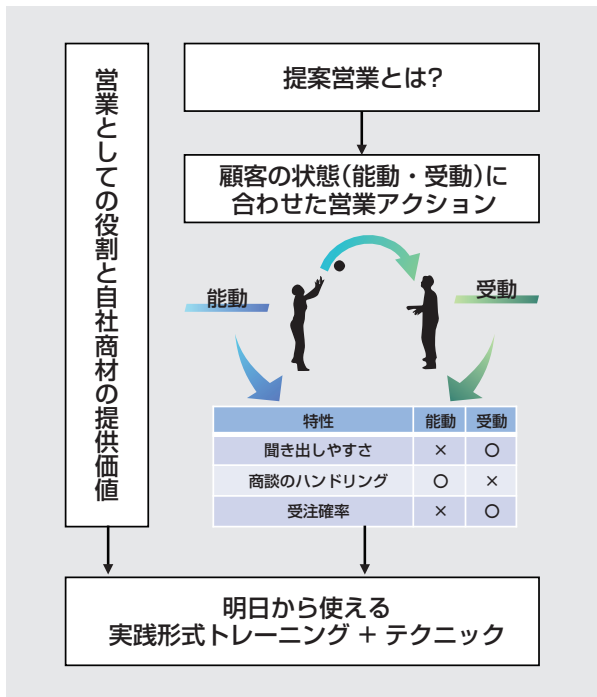 営業としての役割と自社商材の提供価値
提案営業とは?
顧客の状態(能動・受動)に
合わせた営業アクション
能動
受動
特性 能動 受動
聞き出しやすさ × ○
商談のハンドリング ○ ×
受注確率 × ○
明日から使える
実践形式トレーニング + テクニック